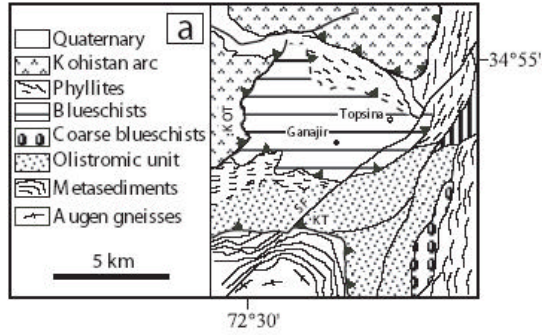 a
Quaternary
Kohistan arc
Phyllites
Blueschists
Coarse blueschists
Olistromic unit
Metasediments
Augen gneisses
5 km
34°55'
KOT
Topsina
Ganajir
SF
KT
72°30'